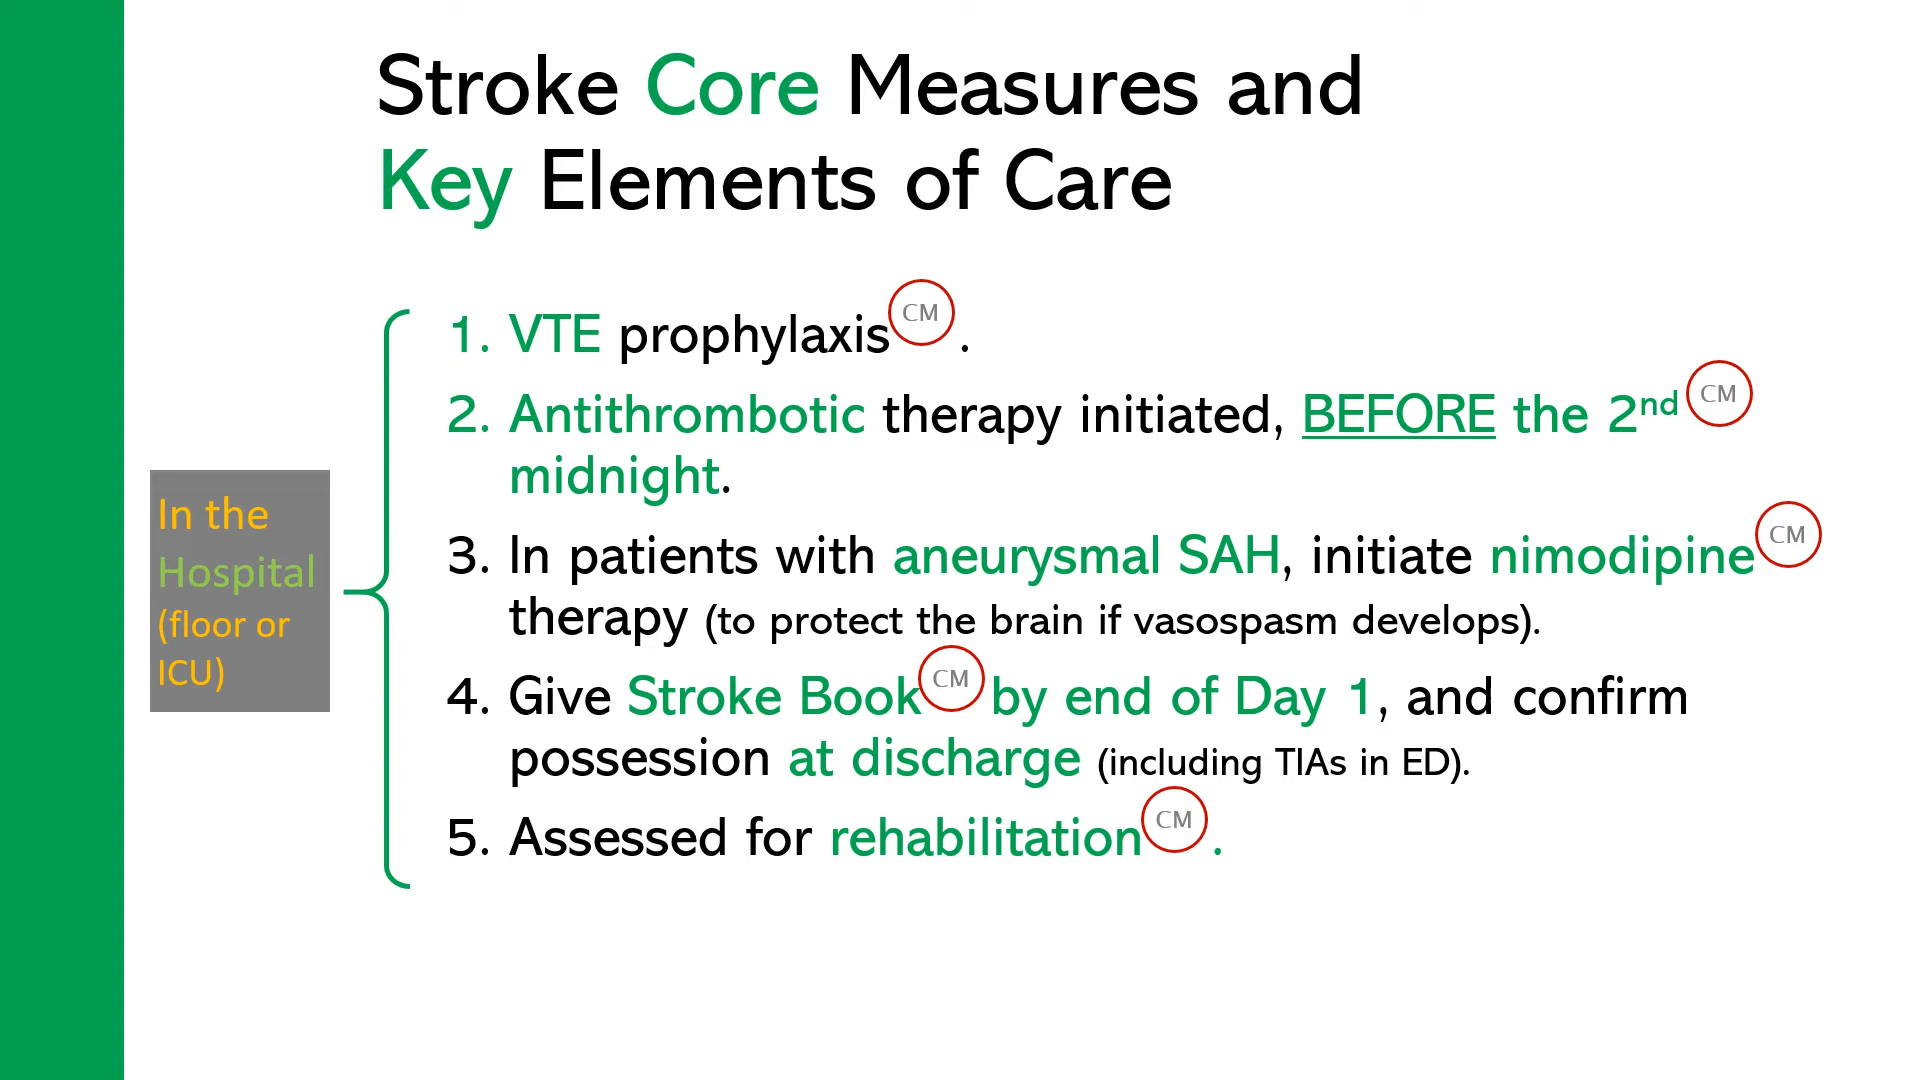 Stroke Core Measures and
Key Elements of Care
In the
Hospital
(floor or
ICU)
1. VTE prophylaxis CM .
2. Antithrombotic therapy initiated, BEFORE the 2nd CM
midnight.
3. In patients with aneurysmal SAH, initiate nimodipine CM
therapy (to protect the brain if vasospasm develops).
4. Give Stroke Book CM by end of Day 1, and confirm
possession at discharge (including TIAs in ED).
5. Assessed for rehabilitation CM .